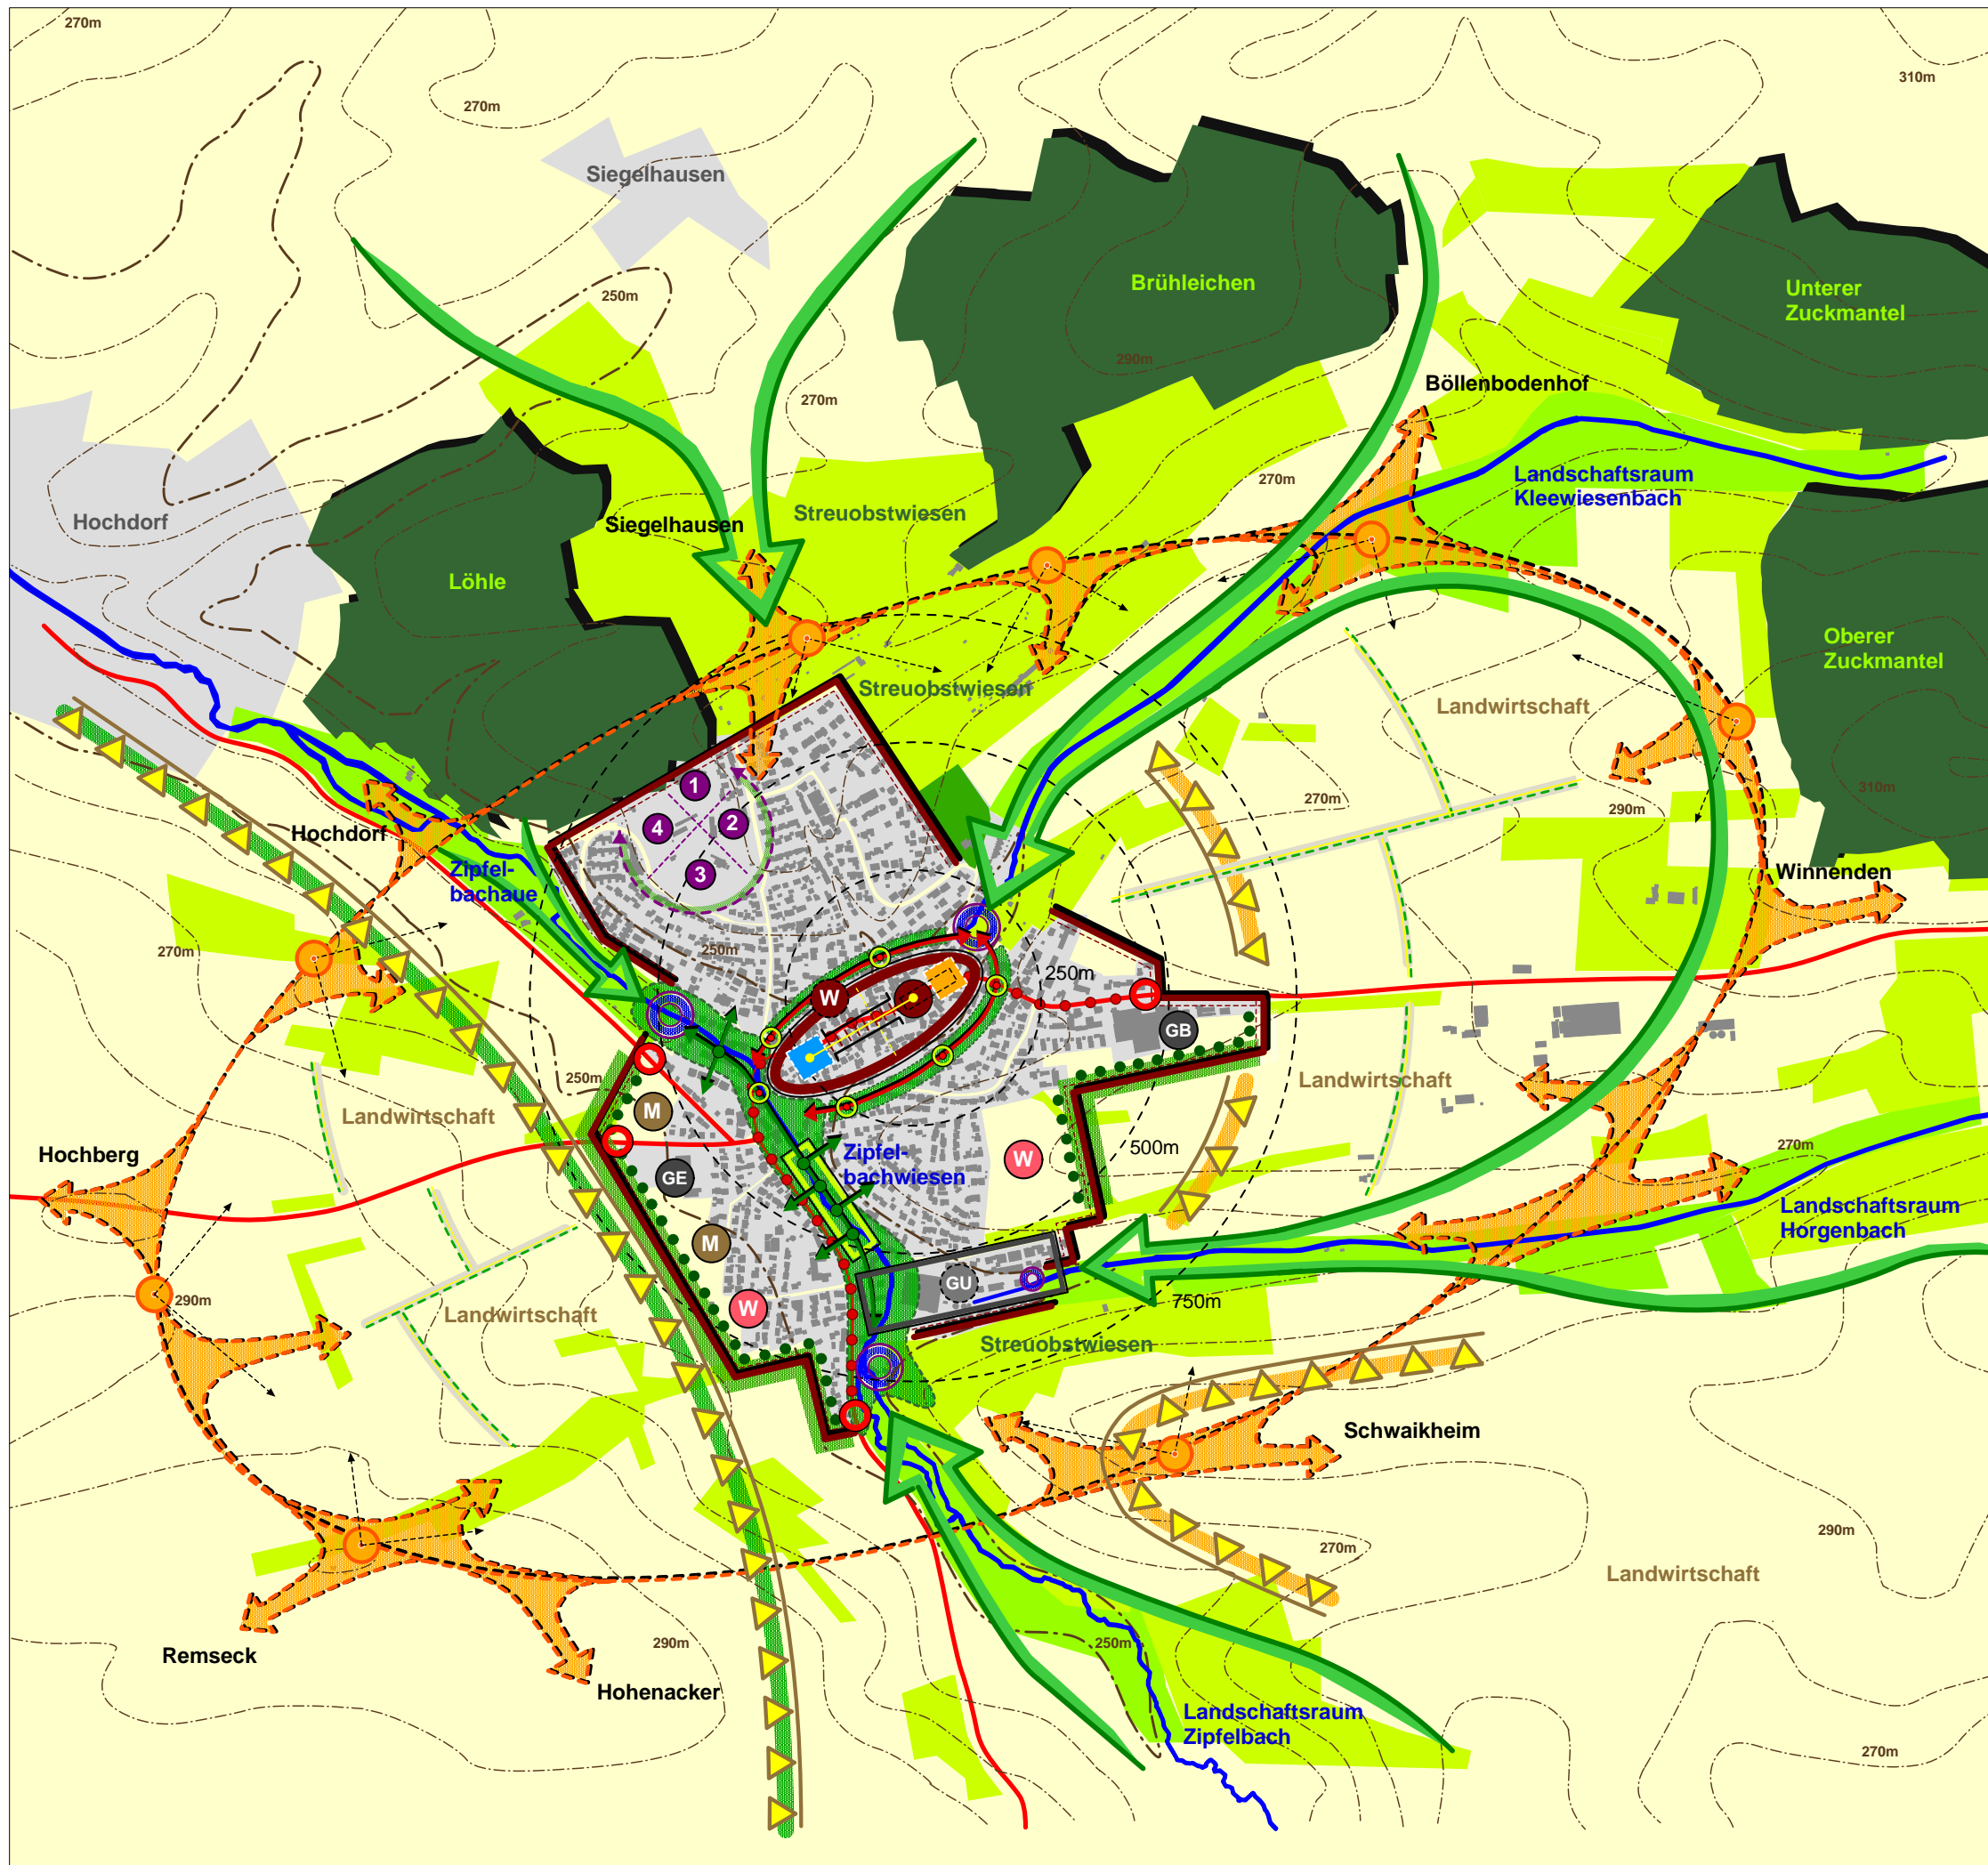 270m
310m
270m
Siegelhausen
250m
Brühleichen
Unterer
Zuckmantel
290m
Böllenbodenhof
270m
270m
Landschaftsraum
Kleewiesenbach
Hochdorf
Siegelhausen
Streuobstwiesen
Löhle
Oberer
Zuckmantel
Streuobstwiesen
Landwirtschaft
1
2
4
3
270m
290m
310m
Hochdorf
Zipfel-
bachaue
Winnenden
270m
250m
250m
W
GB
250m
M
Landwirtschaft
Landwirtschaft
500m
270m
Hochberg
Zipfel-
bachwiesen
W
GE
Landschaftsraum
Horgenbach
M
GU
290m
750m
Landwirtschaft
W
Streuobstwiesen
Schwaikheim
290m
270m
Landwirtschaft
290m
250m
Remseck
Hohenacker
Landschaftsraum
Zipfelbach
270m